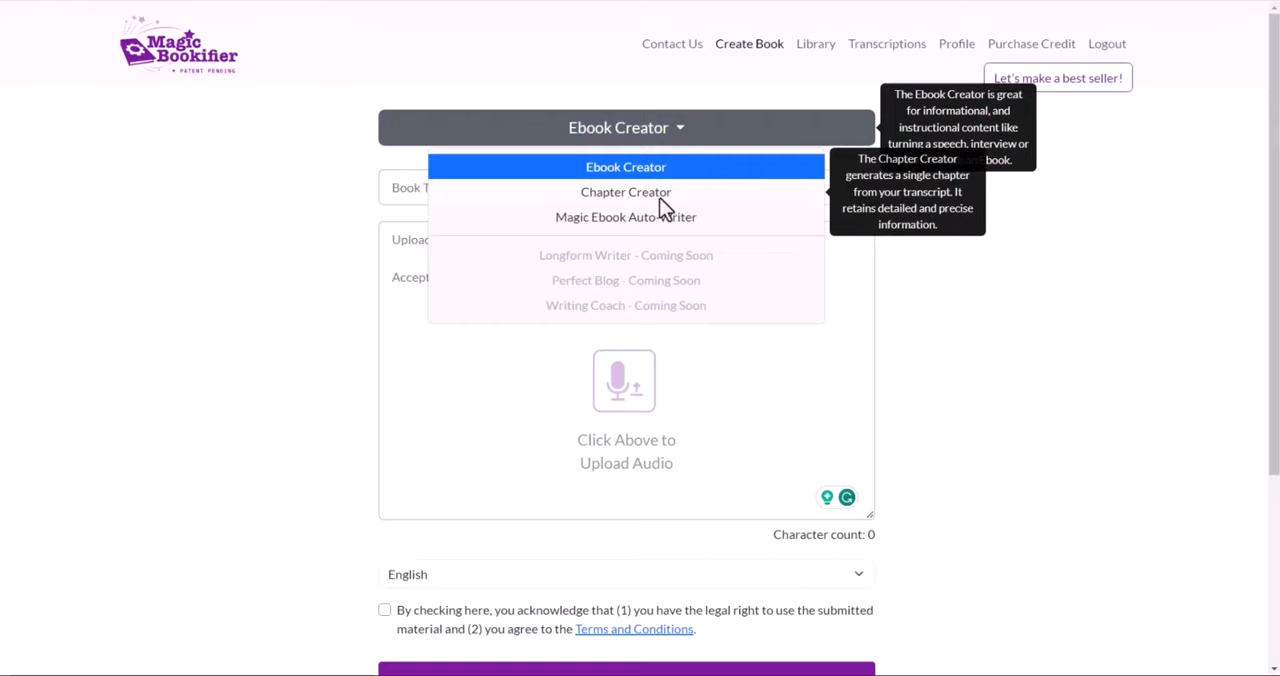 Magic
Bookifier
PATENT PENDING
Contact Us
Create Book
Library
Transcriptions
Profile
Purchase Credit
Logout
Let's make a best seller!
Ebook Creator
The Ebook Creator is great
for informational, and
instructional content like
turning a speech, interview or
book.
Ebook Creator
Chapter Creator
Magic Ebook Auto-Writer
Longform Writer - Coming Soon
Perfect Blog - Coming Soon
Writing Coach - Coming Soon
The Chapter Creator
generates a single chapter
from your transcript. It
retains detailed and precise
information.
Book T
Upload
Accept
Click Above to
Upload Audio
Character count: 0
English
By checking here, you acknowledge that (1) you have the legal right to use the submitted
material and (2) you agree to the Terms and Conditions.